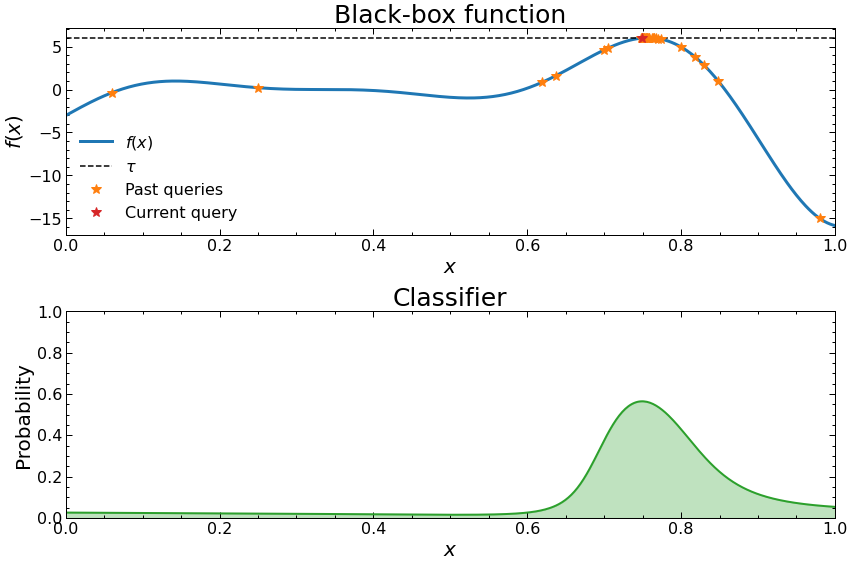 Black-box function
f(x)
5
0
−5
−10
−15
f(x)
τ
Past queries
Current query
0.0 0.2 0.4 0.6 0.8 1.0
x
Classifier
Probability
1.0
0.8
0.6
0.4
0.2
0.0
0.0 0.2 0.4 0.6 0.8 1.0
x